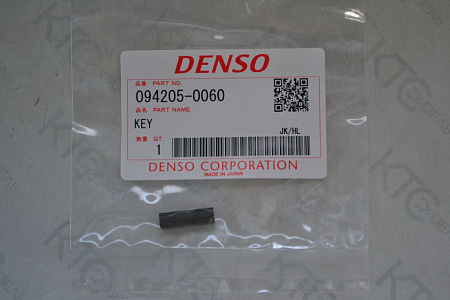 DENSO
品番 PART NO.
094205-0060
品名 PART NAME
KEY
JK/HL
数量 QT.
1
DENSO CORPORATION
MADE IN JAPAN